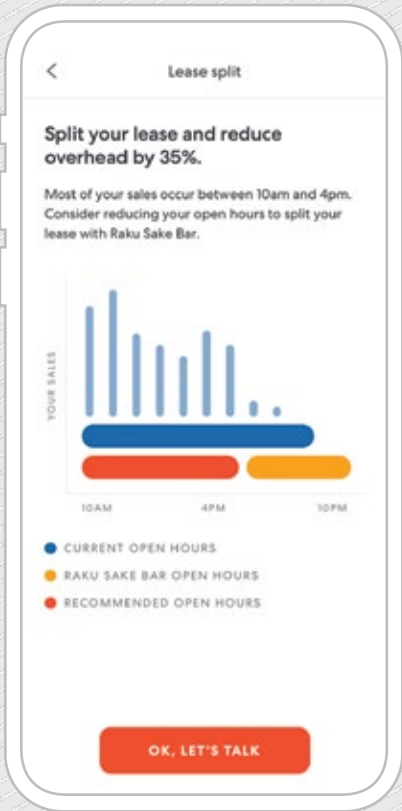 Lease split
Split your lease and reduce
overhead by 35%.
Most of your sales occur between 10am and 4pm.
Consider reducing your open hours to split your
lease with Raku Sake Bar.
YOUR SALES
10AM 4PM 10PM
CURRENT OPEN HOURS
RAKU SAKE BAR OPEN HOURS
RECOMMENDED OPEN HOURS
OK, LET'S TALK